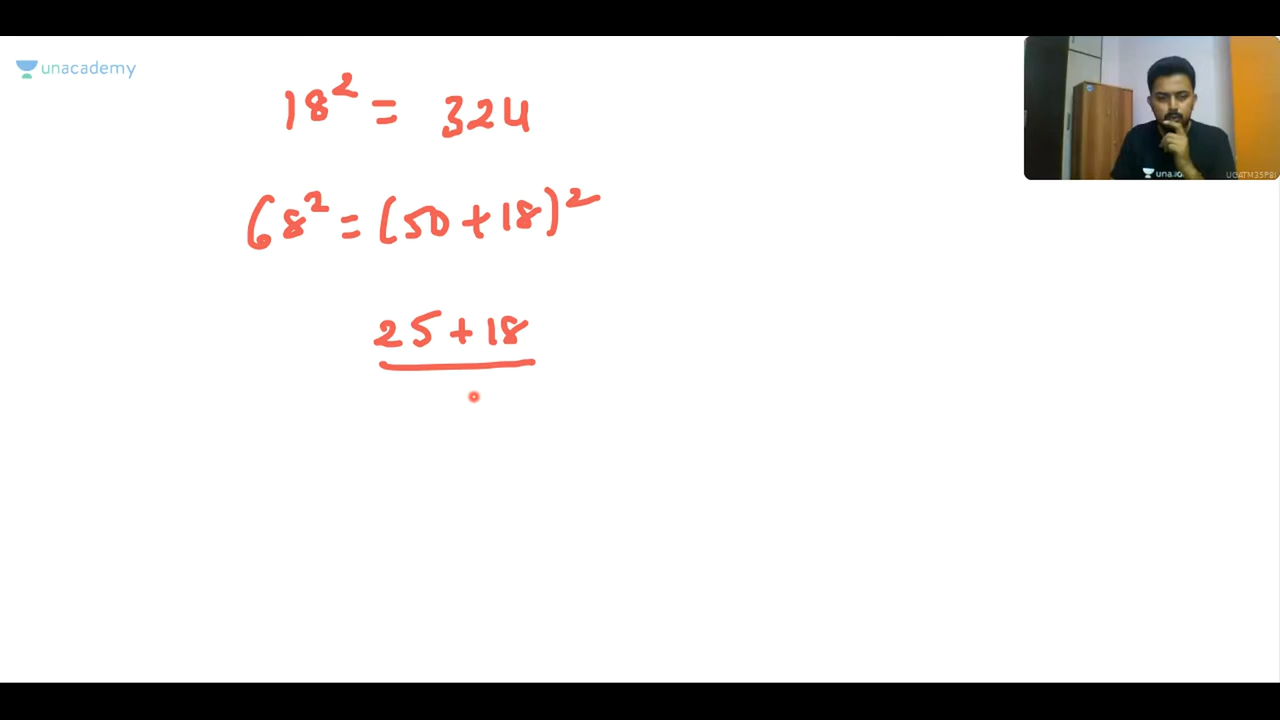 unacademy
18² = 324
68² = (50 + 18)²
25 + 18